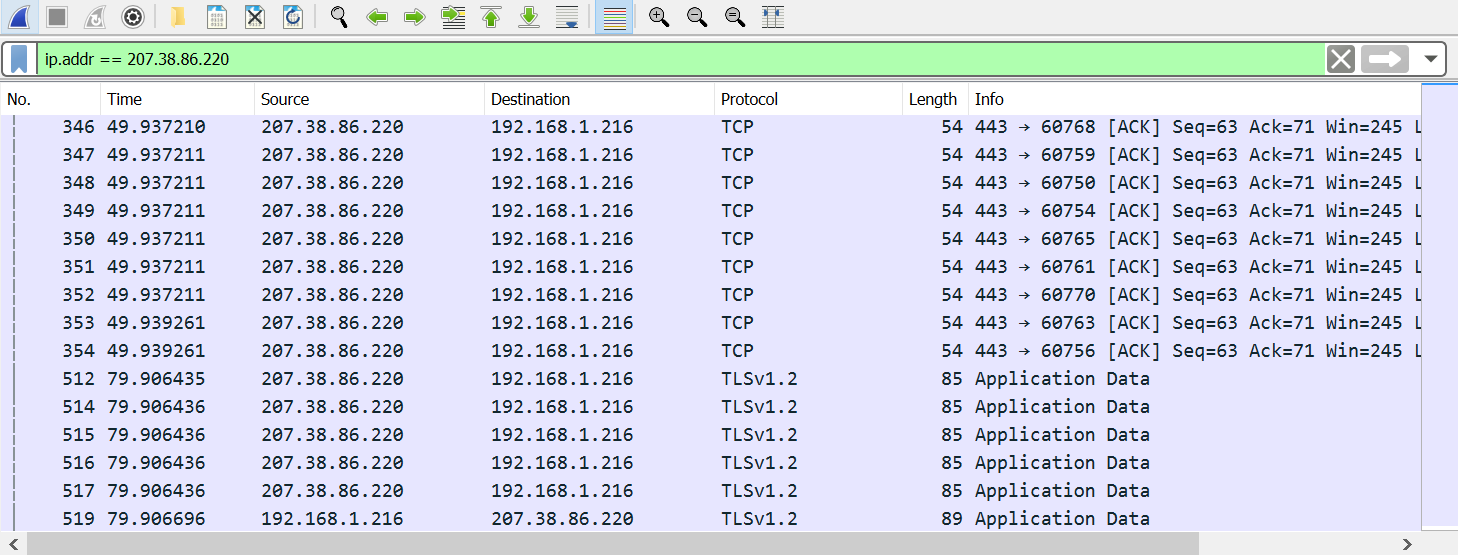 ip.addr == 207.38.86.220
No. Time Source Destination Protocol Length Info
346 49.937210 207.38.86.220 192.168.1.216 TCP 54 443 → 60768 [ACK] Seq=63 Ack=71 Win=245 L
347 49.937211 207.38.86.220 192.168.1.216 TCP 54 443 → 60759 [ACK] Seq=63 Ack=71 Win=245 L
348 49.937211 207.38.86.220 192.168.1.216 TCP 54 443 → 60750 [ACK] Seq=63 Ack=71 Win=245 L
349 49.937211 207.38.86.220 192.168.1.216 TCP 54 443 → 60754 [ACK] Seq=63 Ack=71 Win=245 L
350 49.937211 207.38.86.220 192.168.1.216 TCP 54 443 → 60765 [ACK] Seq=63 Ack=71 Win=245 L
351 49.937211 207.38.86.220 192.168.1.216 TCP 54 443 → 60761 [ACK] Seq=63 Ack=71 Win=245 L
352 49.937211 207.38.86.220 192.168.1.216 TCP 54 443 → 60770 [ACK] Seq=63 Ack=71 Win=245 L
353 49.939261 207.38.86.220 192.168.1.216 TCP 54 443 → 60763 [ACK] Seq=63 Ack=71 Win=245 L
354 49.939261 207.38.86.220 192.168.1.216 TCP 54 443 → 60756 [ACK] Seq=63 Ack=71 Win=245 L
512 79.906435 207.38.86.220 192.168.1.216 TLSv1.2 85 Application Data
514 79.906436 207.38.86.220 192.168.1.216 TLSv1.2 85 Application Data
515 79.906436 207.38.86.220 192.168.1.216 TLSv1.2 85 Application Data
516 79.906436 207.38.86.220 192.168.1.216 TLSv1.2 85 Application Data
517 79.906436 207.38.86.220 192.168.1.216 TLSv1.2 85 Application Data
519 79.906696 192.168.1.216 207.38.86.220 TLSv1.2 89 Application Data